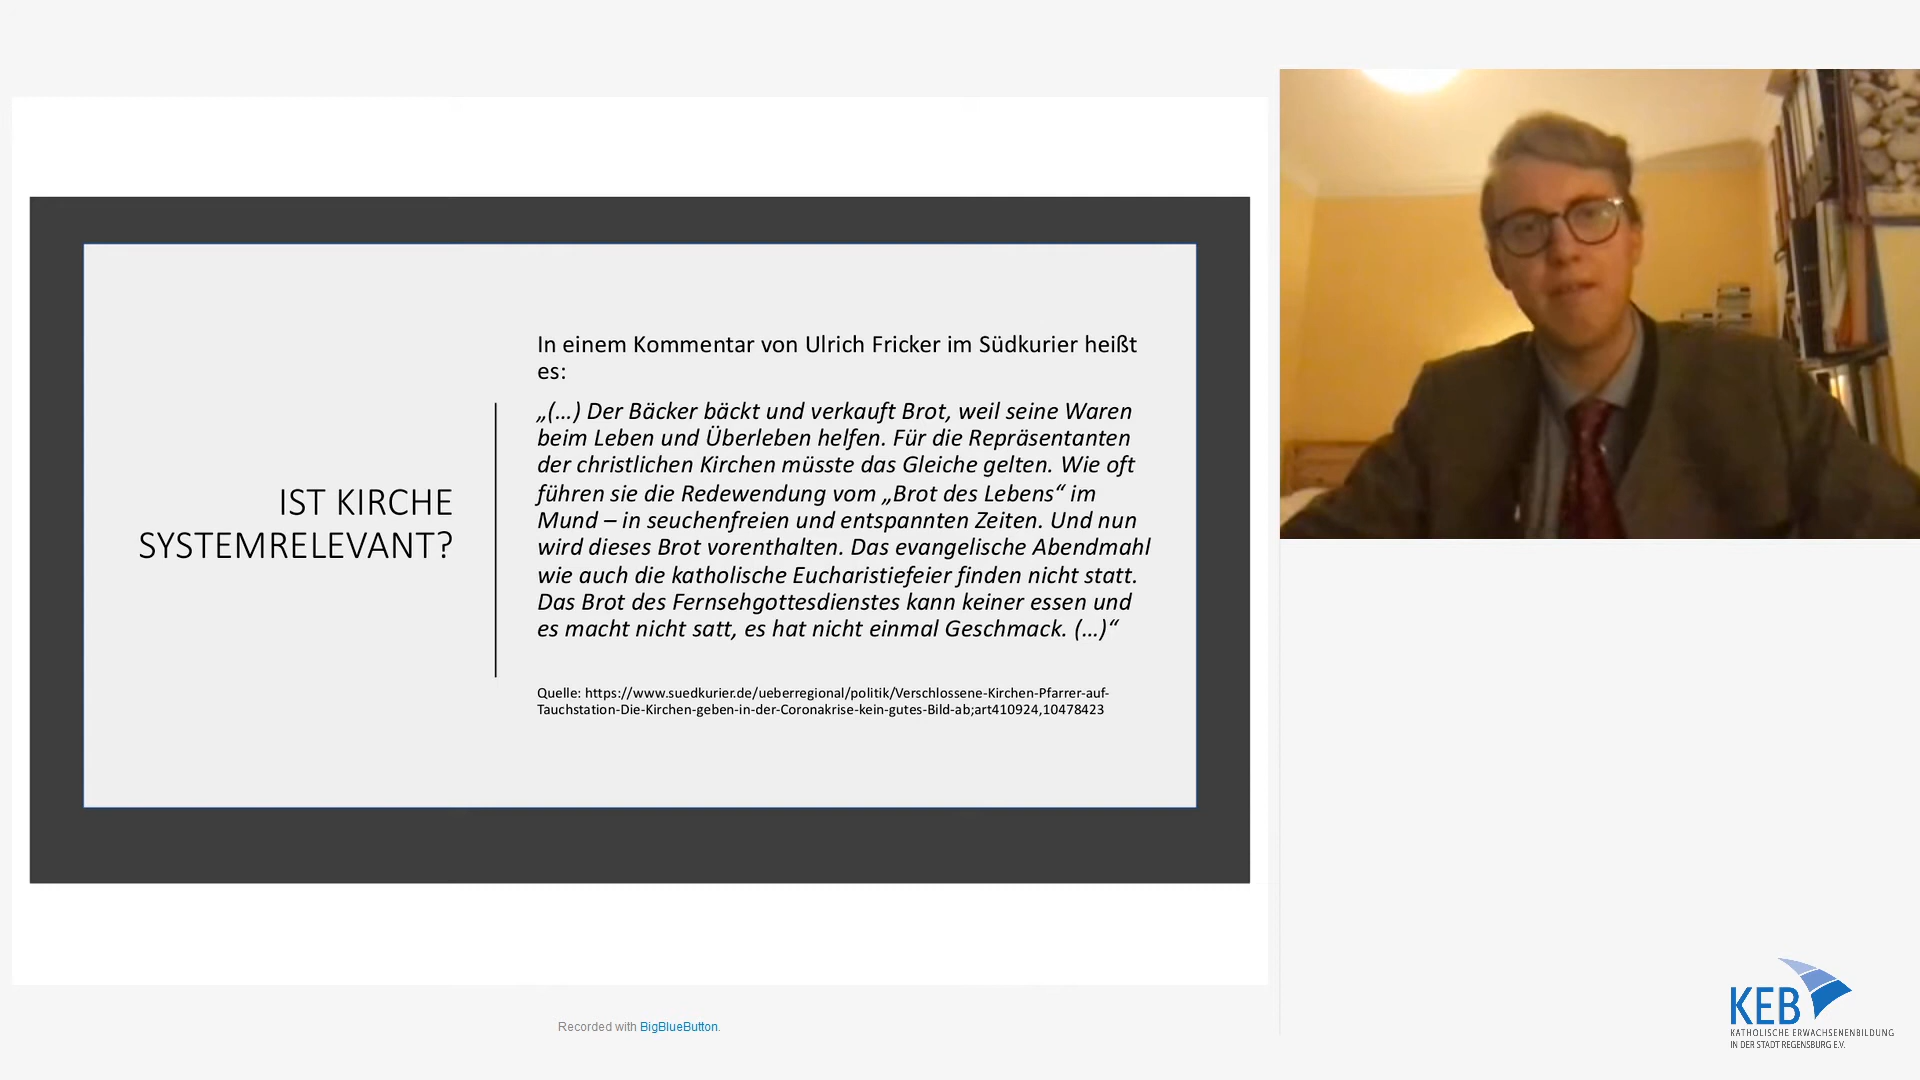 IST KIRCHE
SYSTEMRELEVANT?
In einem Kommentar von Ulrich Fricker im Südkurier heißt
es:
„(…) Der Bäcker bäckt und verkauft Brot, weil seine Waren
beim Leben und Überleben helfen. Für die Repräsentanten
der christlichen Kirchen müsste das Gleiche gelten. Wie oft
führen sie die Redewendung vom „Brot des Lebens“ im
Mund – in seuchenfreien und entspannten Zeiten. Und nun
wird dieses Brot vorenthalten. Das evangelische Abendmahl
wie auch die katholische Eucharistiefeier finden nicht statt.
Das Brot des Fernsehgottesdienstes kann keiner essen und
es macht nicht satt, es hat nicht einmal Geschmack. (…)“
Quelle: https://www.suedkurier.de/ueberregional/politik/Verschlossene-Kirchen-Pfarrer-auf-
Tauchstation-Die-Kirchen-geben-in-der-Coronakrise-kein-gutes-Bild-ab;art410924,10478423
Recorded with BigBlueButton.
KEB
KATHOLISCHE ERWACHSENENBILDUNG
IN DER STADT REGENSBURG E.V.